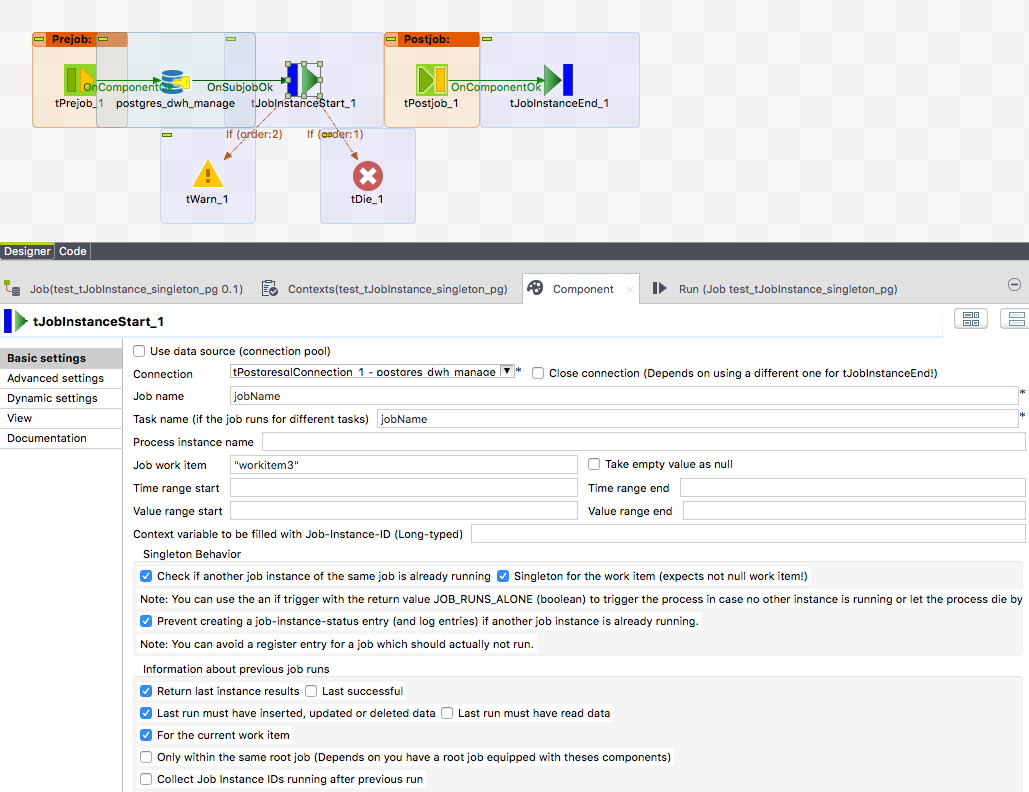 Prejob:
Postjob:
OnComponentOk
OnSubjobOk
OnComponentOk
tPrejob_1
postgres_dwh_manage
tJobInstanceStart_1
tPostjob_1
tJobInstanceEnd_1
If (order:2)
If (order:1)
tWarn_1
tDie_1
Designer
Code
Job(test_tJobInstance_singleton_pg 0.1)
Contexts(test_tJobInstance_singleton_pg)
Component
Run (Job test_tJobInstance_singleton_pg)
tJobInstanceStart_1
Basic settings
Advanced settings
Dynamic settings
View
Documentation
Use data source (connection pool)
Connection
tPostgresqlConnection_1 - postgres_dwh_manage
*
Close connection (Depends on using a different one for tJobInstanceEnd!)
Job name
jobName
*
Task name (if the job runs for different tasks)
jobName
*
Process instance name
Job work item
"workitem3"
Take empty value as null
Time range start
Time range end
Value range start
Value range end
Context variable to be filled with Job-Instance-ID (Long-typed)
Singleton Behavior
Check if another job instance of the same job is already running
Singleton for the work item (expects not null work item!)
Note: You can use the an if trigger with the return value JOB_RUNS_ALONE (boolean) to trigger the process in case no other instance is running or let the process die by
Prevent creating a job-instance-status entry (and log entries) if another job instance is already running.
Note: You can avoid a register entry for a job which should actually not run.
Information about previous job runs
Return last instance results
Last successful
Last run must have inserted, updated or deleted data
Last run must have read data
For the current work item
Only within the same root job (Depends on you have a root job equipped with theses components)
Collect Job Instance IDs running after previous run